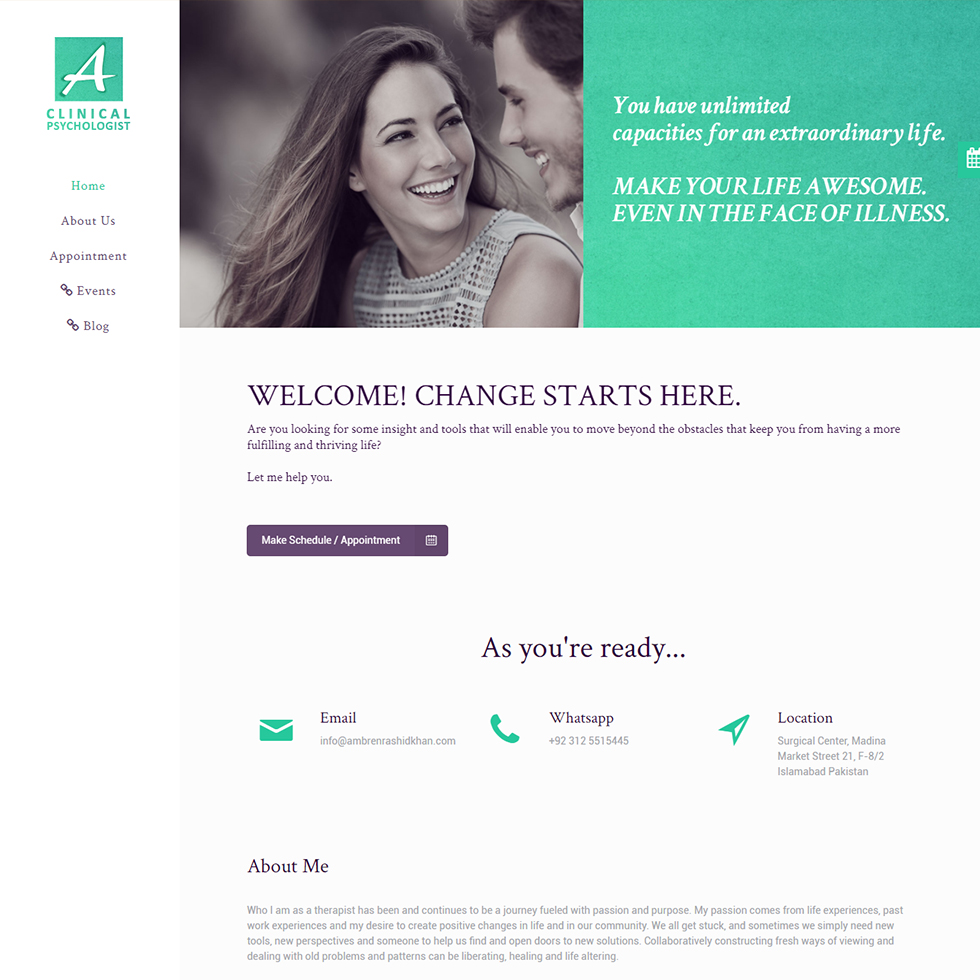 A
CLINICAL
PSYCHOLOGIST
Home
About Us
Appointment
Events
Blog
You have unlimited
capacities for an extraordinary life.
MAKE YOUR LIFE AWESOME.
EVEN IN THE FACE OF ILLNESS.
WELCOME! CHANGE STARTS HERE.
Are you looking for some insight and tools that will enable you to move beyond the obstacles that keep you from having a more
fulfilling and thriving life?
Let me help you.
Make Schedule / Appointment
As you're ready...
Email
info@ambrenrashidkhan.com
Whatsapp
+92 312 5515445
Location
Surgical Center, Madina
Market Street 21, F-8/2
Islamabad Pakistan
About Me
Who I am as a therapist has been and continues to be a journey fueled with passion and purpose. My passion comes from life experiences, past
work experiences and my desire to create positive changes in life and in our community. We all get stuck, and sometimes we simply need new
tools, new perspectives and someone to help us find and open doors to new solutions. Collaboratively constructing fresh ways of viewing and
dealing with old problems and patterns can be liberating, healing and life altering.